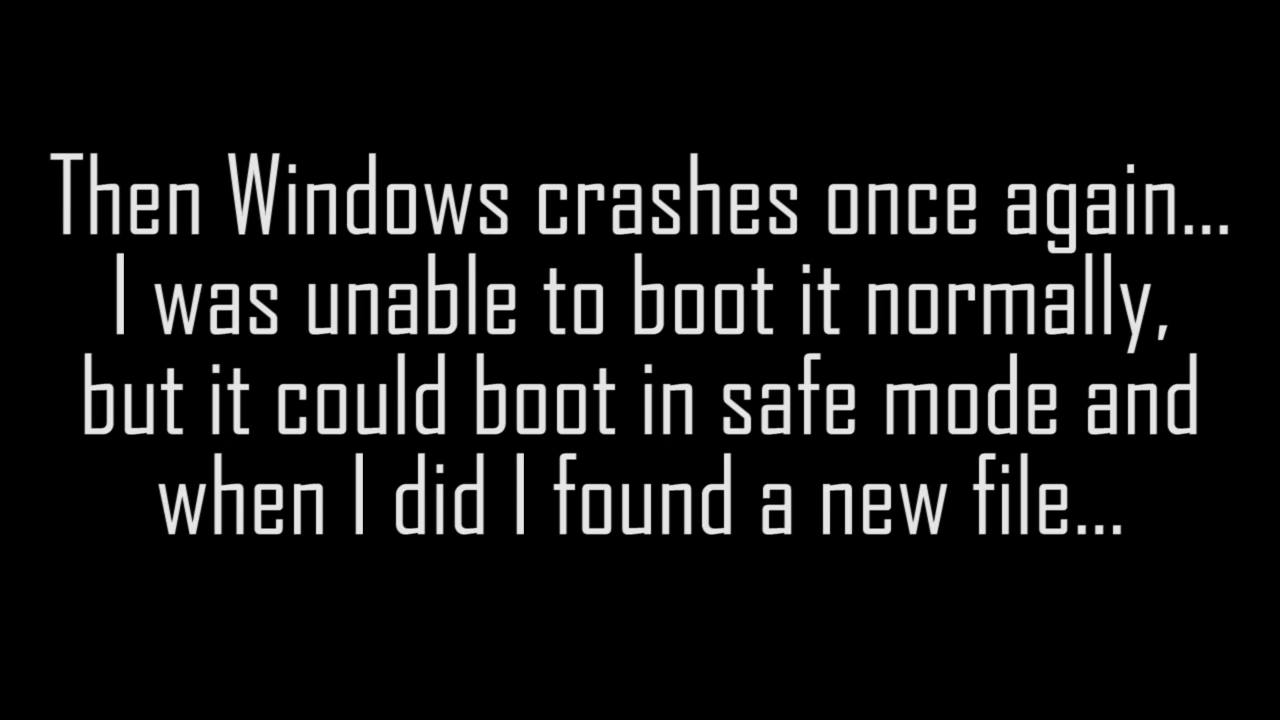 Then Windows crashes once again...
I was unable to boot it normally,
but it could boot in safe mode and
when I did I found a new file...